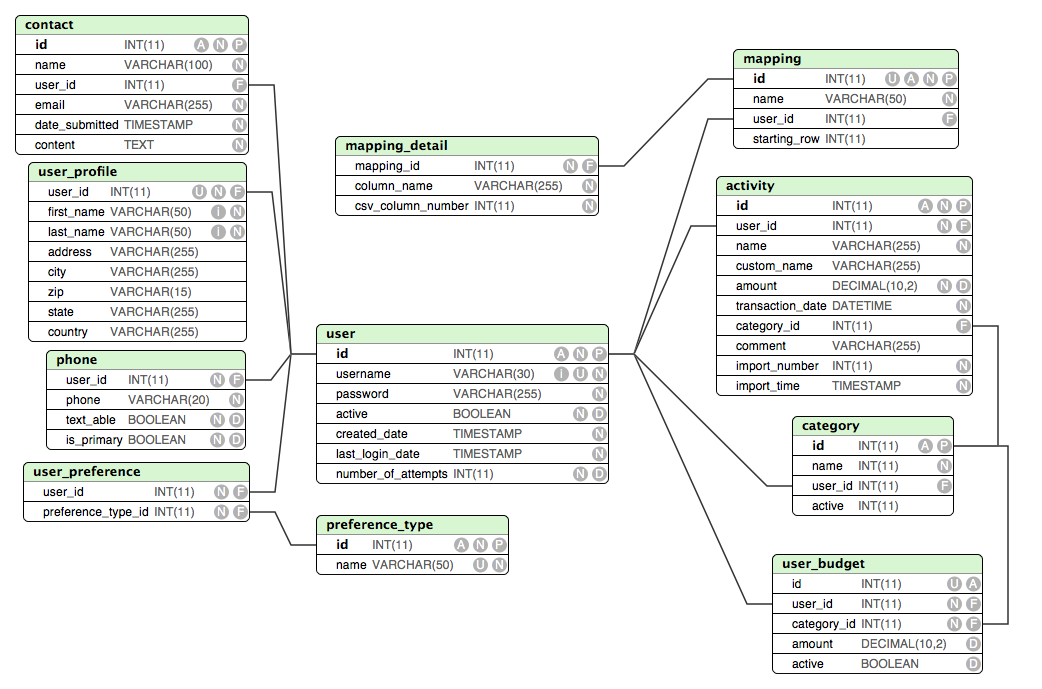 contact
id INT(11) A N P
name VARCHAR(100) N
user_id INT(11) F
email VARCHAR(255) N
date_submitted TIMESTAMP N
content TEXT N
user_profile
user_id INT(11) U N F
first_name VARCHAR(50) i N
last_name VARCHAR(50) i N
address VARCHAR(255)
city VARCHAR(255)
zip VARCHAR(15)
state VARCHAR(255)
country VARCHAR(255)
phone
user_id INT(11) N F
phone VARCHAR(20) N
text_able BOOLEAN N D
is_primary BOOLEAN N D
user_preference
user_id INT(11) N F
preference_type_id INT(11) N F
mapping_detail
mapping_id INT(11) N F
column_name VARCHAR(255) N
csv_column_number INT(11) N
user
id INT(11) A N P
username VARCHAR(30) i U N
password VARCHAR(255) N
active BOOLEAN N D
created_date TIMESTAMP N
last_login_date TIMESTAMP N
number_of_attempts INT(11) N D
preference_type
id INT(11) A N P
name VARCHAR(50) U N
mapping
id INT(11) U A N P
name VARCHAR(50) N
user_id INT(11) F
starting_row INT(11)
activity
id INT(11) A N P
user_id INT(11) N F
name VARCHAR(255) N
custom_name VARCHAR(255)
amount DECIMAL(10,2) N D
transaction_date DATETIME N
category_id INT(11) F
comment VARCHAR(255)
import_number INT(11) N
import_time TIMESTAMP N
category
id INT(11) A P
name INT(11) N
user_id INT(11) F
active INT(11)
user_budget
id INT(11) U A
user_id INT(11) N F
category_id INT(11) N F
amount DECIMAL(10,2) D
active BOOLEAN D